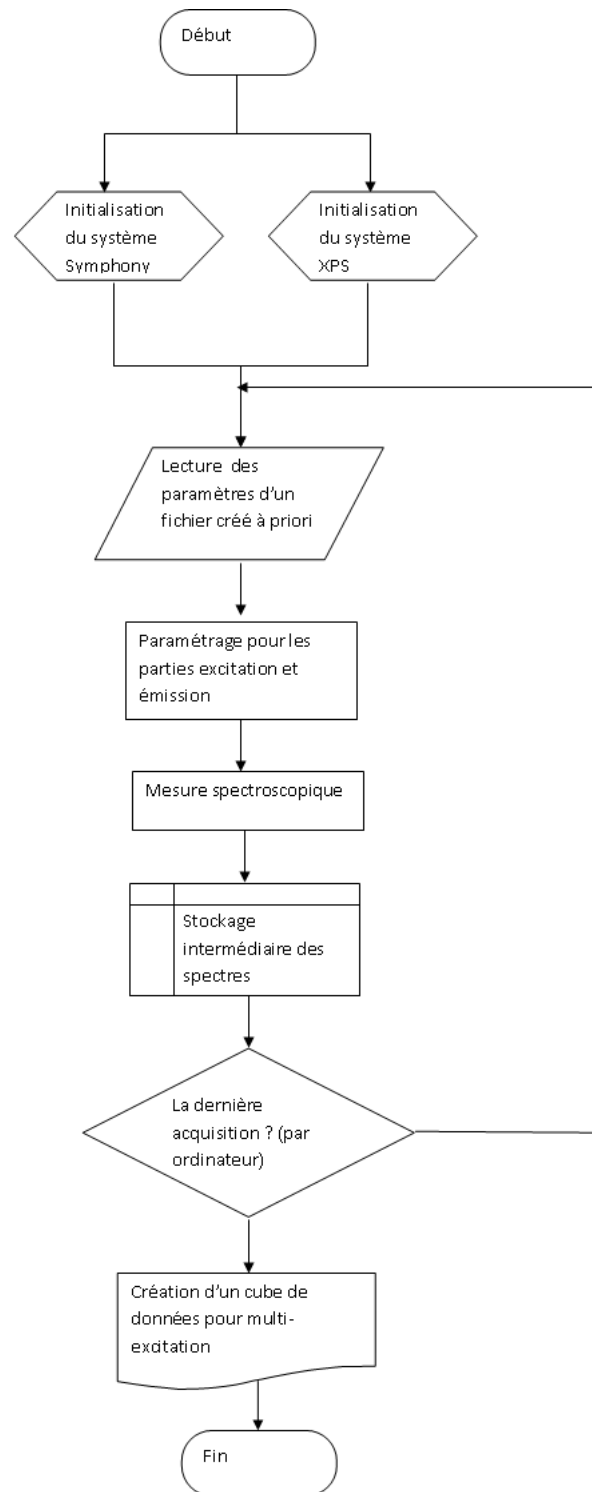 Début
Initialisation
du système
Symphony
Initialisation
du système
XPS
Lecture des
paramètres d'un
fichier créé à priori
Paramétrage pour les
parties excitation et
émission
Mesure spectroscopique
Stockage
intermédiaire des
spectres
La dernière
acquisition ? (par
ordinateur)
Création d'un cube de
données pour multi-
excitation
Fin